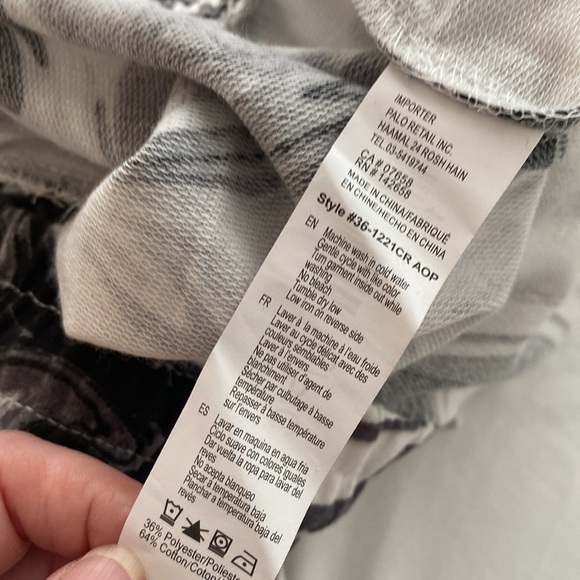 IMPORTER
PALO RETAIL INC.
HAAMAL 24 ROSH HAIN
TEL.03-5419744
CA # 07658
RN # 142656
MADE IN CHINA/FABRIQUÉ
EN CHINE/HECHO EN CHINA
Style #36-1221CR AOP
EN Machine wash in cold water
Gentle cycle with like color
Turn garment inside out while
washing
No bleach
Tumble dry low
Low iron on reverse side
FR Laver à la machine à l'eau froide
Laver au cycle délicat avec des
couleurs semblables
Laver à l'envers
Ne pas utiliser d'agent de
blanchiment
Sécher par culbutage à basse
température
Repasser à basse température
sur l'envers
ES Lavar en maquina en agua fria
Ciclo suave con colores iguales
Dar vuelta la ropa para lavar del
revés
No acepta blanqueo
Secar a temperatura baja
Planchar a temperatura baja del
revés
36% Polyester/Polies
64% Cotton/Coton/